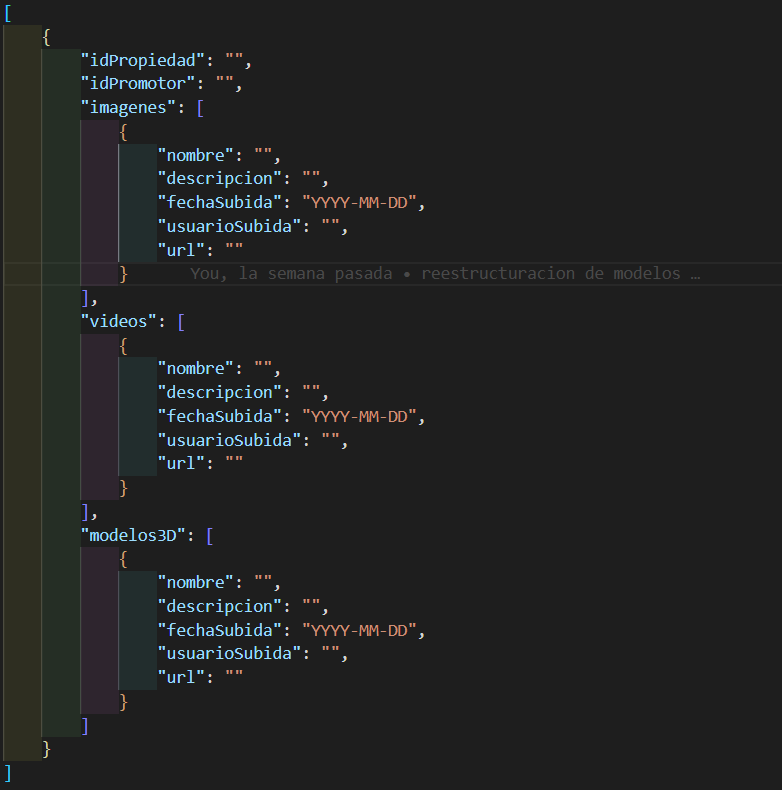 [
    {
        "idPropiedad": "",
        "idPromotor": "",
        "imagenes": [
            {
                "nombre": "",
                "descripcion": "",
                "fechaSubida": "YYYY-MM-DD",
                "usuarioSubida": "",
                "url": ""
            }      You, la semana pasada • reestructuracion de modelos …
        ],
        "videos": [
            {
                "nombre": "",
                "descripcion": "",
                "fechaSubida": "YYYY-MM-DD",
                "usuarioSubida": "",
                "url": ""
            }
        ],
        "modelos3D": [
            {
                "nombre": "",
                "descripcion": "",
                "fechaSubida": "YYYY-MM-DD",
                "usuarioSubida": "",
                "url": ""
            }
        ]
    }
]